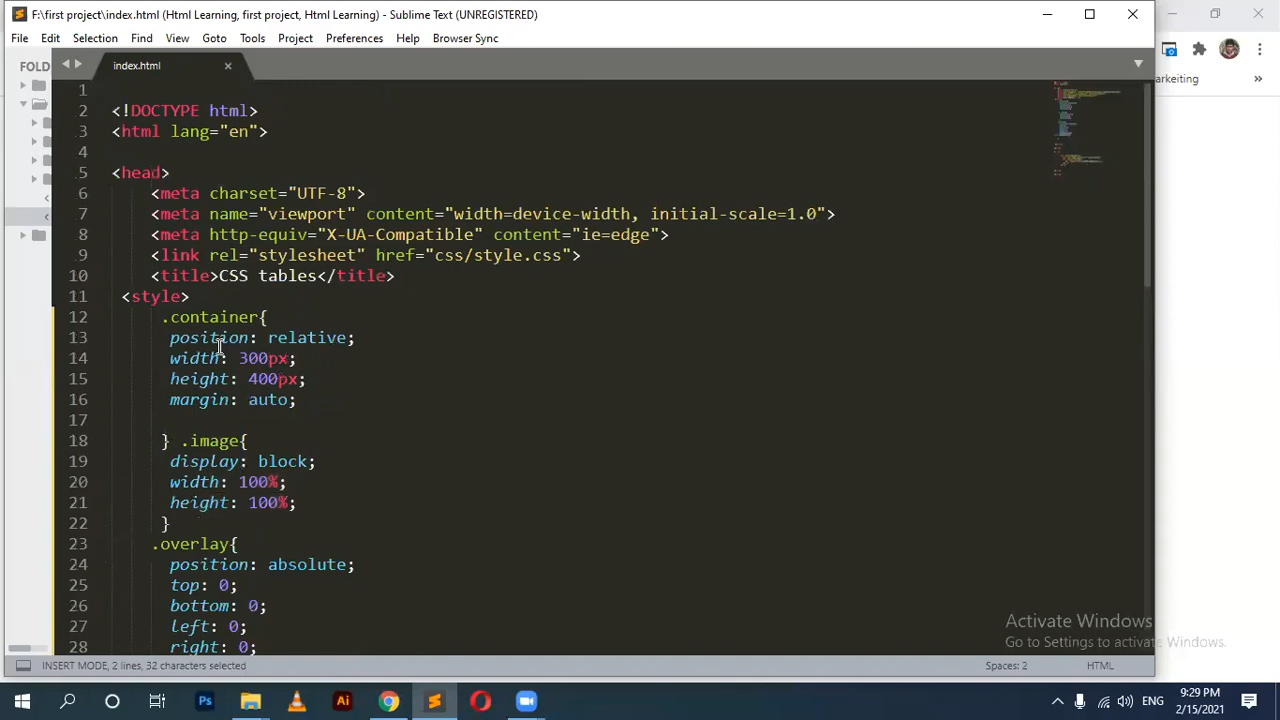 F:\first project\index.html (Html Learning, first project, Html Learning) - Sublime Text (UNREGISTERED)
File Edit Selection Find View Goto Tools Project Preferences Help Browser Sync
FOLD
index.html
arkeiting
1
2 <!DOCTYPE html>
3 <html lang="en">
4
5 <head>
6 <meta charset="UTF-8">
7 <meta name="viewport" content="width=device-width, initial-scale=1.0">
8 <meta http-equiv="X-UA-Compatible" content="ie=edge">
9 <link rel="stylesheet" href="css/style.css">
10 <title>CSS tables</title>
11 <style>
12 .container{
13 position: relative;
14 width: 300px;
15 height: 400px;
16 margin: auto;
17
18 } .image{
19 display: block;
20 width: 100%;
21 height: 100%;
22 }
23 .overlay{
24 position: absolute;
25 top: 0;
26 bottom: 0;
27 left: 0;
28 right: 0;
Activate Windows
Go to Settings to activate Windows.
INSERT MODE, 2 lines, 32 characters selected
Spaces: 2
HTML
Ps
Ai
ENG
9:29 PM
2/15/2021